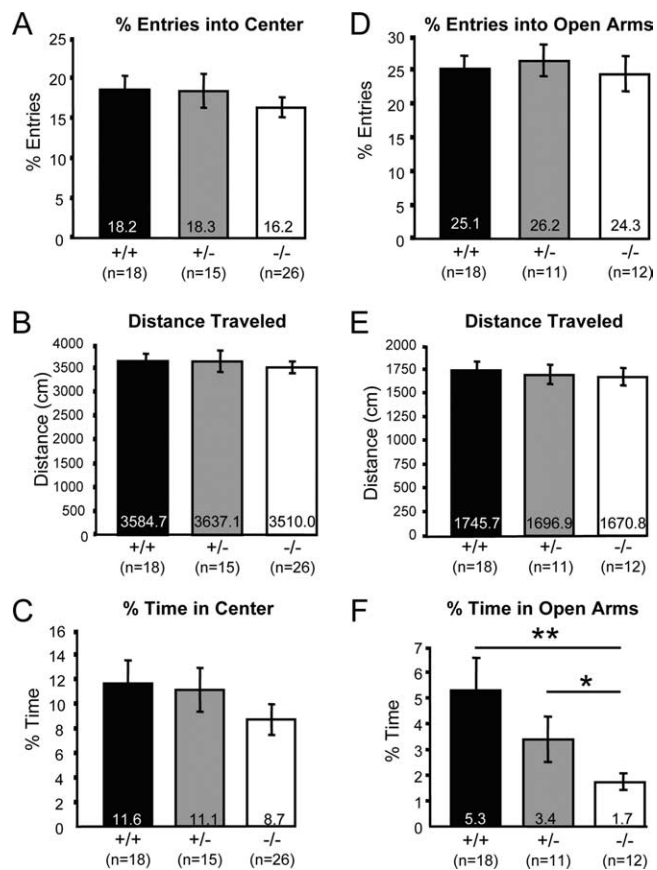 A
% Entries into Center
% Entries
25
20
15
10
5
0
18.2
18.3
16.2
+/+
+/-
-/-
(n=18)
(n=15)
(n=26)
B
Distance Traveled
Distance (cm)
4000
3500
3000
2500
2000
1500
1000
500
0
3584.7
3637.1
3510.0
+/+
+/-
-/-
(n=18)
(n=15)
(n=26)
C
% Time in Center
% Time
16
14
12
10
8
6
4
2
0
11.6
11.1
8.7
+/+
+/-
-/-
(n=18)
(n=15)
(n=26)
D
% Entries into Open Arms
% Entries
30
25
20
15
10
5
0
25.1
26.2
24.3
+/+
+/-
-/-
(n=18)
(n=11)
(n=12)
E
Distance Traveled
Distance (cm)
2000
1750
1500
1250
1000
750
500
250
0
1745.7
1696.9
1670.8
+/+
+/-
-/-
(n=18)
(n=11)
(n=12)
F
% Time in Open Arms
% Time
7
6
5
4
3
2
1
0
**
*
5.3
3.4
1.7
+/+
+/-
-/-
(n=18)
(n=11)
(n=12)